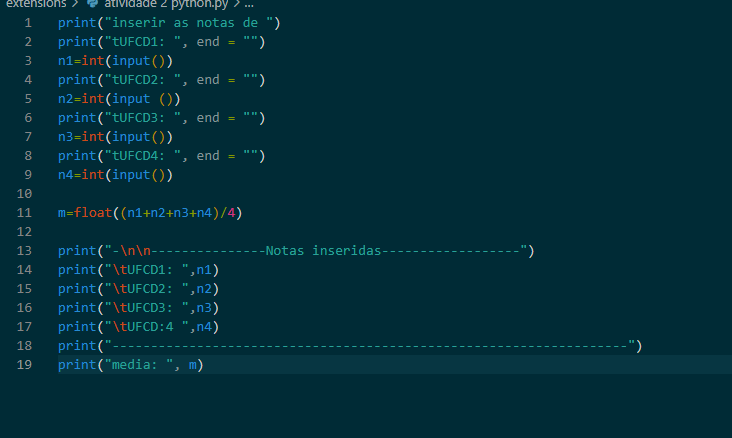 extensions > atividade 2 python.py > ...
1 print("inserir as notas de ")
2 print("tUFCD1: ", end = "")
3 n1=int(input())
4 print("tUFCD2: ", end = "")
5 n2=int(input ())
6 print("tUFCD3: ", end = "")
7 n3=int(input())
8 print("tUFCD4: ", end = "")
9 n4=int(input())
10
11 m=float((n1+n2+n3+n4)/4)
12
13 print("-\n\n---------------Notas inseridas------------------")
14 print("\tUFCD1: ",n1)
15 print("\tUFCD2: ",n2)
16 print("\tUFCD3: ",n3)
17 print("\tUFCD:4 ",n4)
18 print("-------------------------------------------------------------------")
19 print("media: ", m)